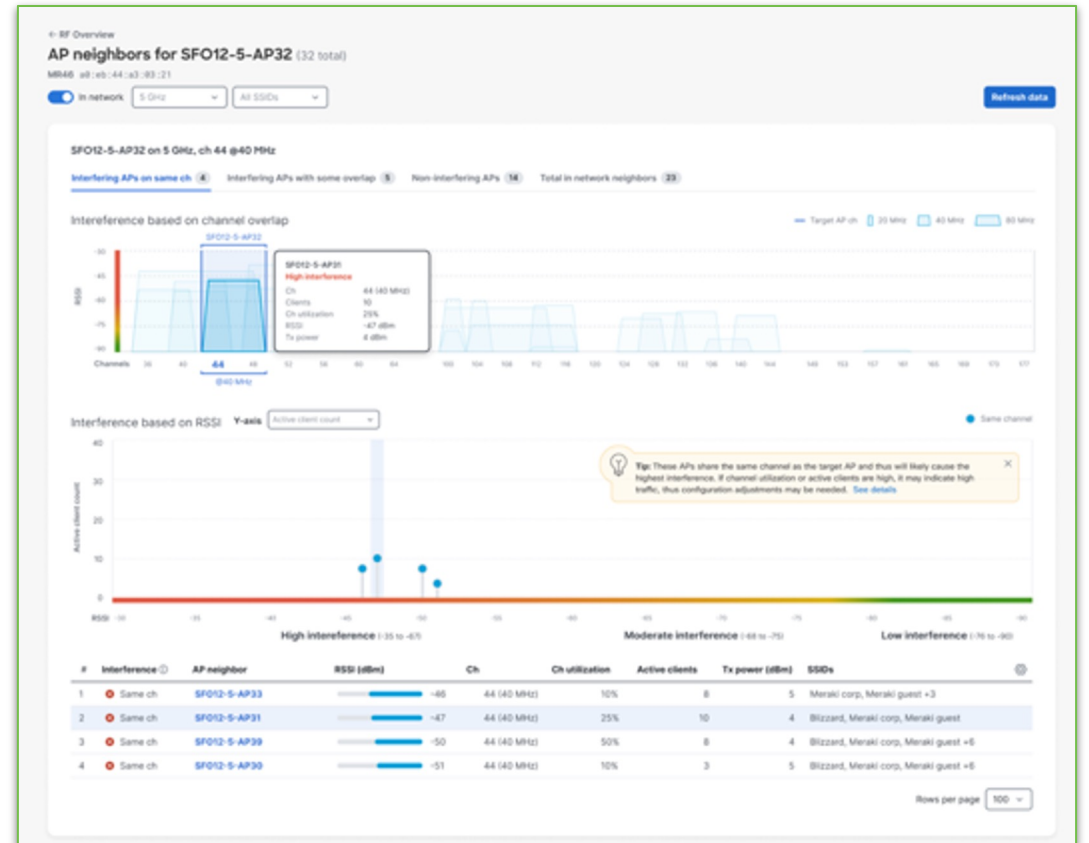 ← RF Overview
AP neighbors for SFO12-5-AP32 (32 total)
MR46 a0:eb:44:a3:03:21
In network 5 GHz All SSIDs Refresh data
SFO12-5-AP32 on 5 GHz, ch 44 @40 MHz
Interfering APs on same ch 4 Interfering APs with some overlap 5 Non-interfering APs 14 Total in network neighbors 23
Intereference based on channel overlap
Target AP ch 20 MHz 40 MHz 80 MHz
SFO12-5-AP32
RSSI
-30
-45
-60
-75
-90
SFO12-5-AP31
High interference
Ch 44 (40 MHz)
Clients 10
Ch utilization 25%
RSSI -47 dBm
Tx power 4 dBm
Channels 36 40 44 48 52 56 60 64 100 104 108 112 116 120 124 128 132 136 140 144 149 153 157 161 165 169 173 177
@40 MHz
Interference based on RSSI Y-axis Active client count Same channel
Active client count
40
30
20
10
0
Tip: These APs share the same channel as the target AP and thus will likely cause the
highest interference. If channel utilization or active clients are high, it may indicate high
traffic, thus configuration adjustments may be needed. See details
RSSI -30 -35 -40 -45 -50 -55 -60 -65 -70 -75 -80 -85 -90
High intereference (-35 to -67) Moderate interference (-68 to -75) Low interference (-76 to -90)
# Interference AP neighbor RSSI (dBm) Ch Ch utilization Active clients Tx power (dBm) SSIDs
1 Same ch SFO12-5-AP33 -46 44 (40 MHz) 10% 8 5 Meraki corp, Meraki guest +3
2 Same ch SFO12-5-AP31 -47 44 (40 MHz) 25% 10 4 Blizzard, Meraki corp, Meraki guest
3 Same ch SFO12-5-AP39 -50 44 (40 MHz) 50% 8 4 Blizzard, Meraki corp, Meraki guest +6
4 Same ch SFO12-5-AP30 -51 44 (40 MHz) 10% 3 5 Blizzard, Meraki corp, Meraki guest +6
Rows per page 100